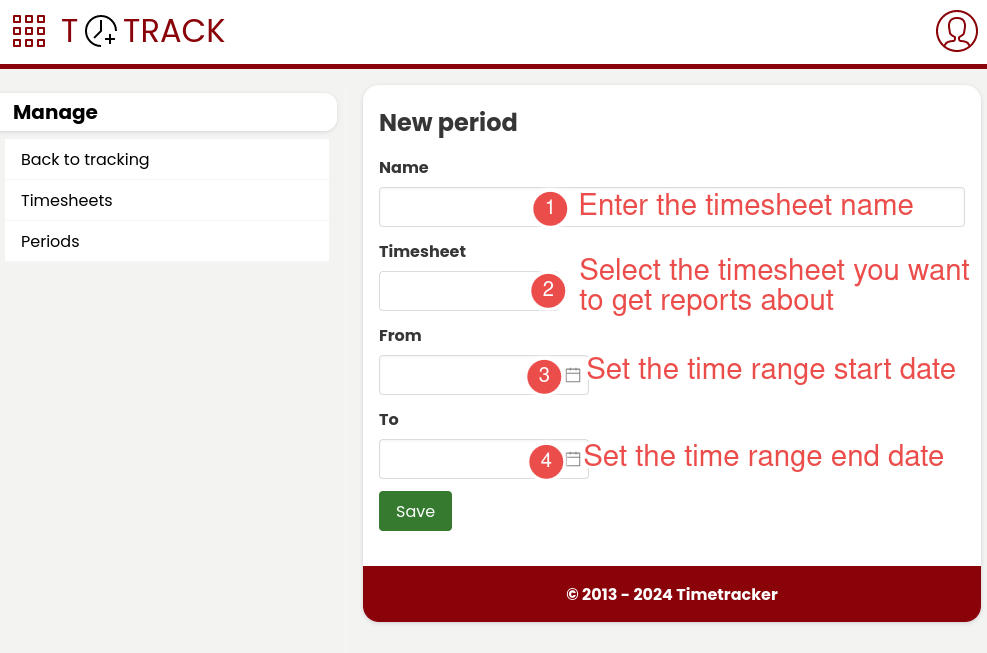 T TRACK
Manage
Back to tracking
Timesheets
Periods
New period
Name
1 Enter the timesheet name
Timesheet
2 Select the timesheet you want
to get reports about
From
3 Set the time range start date
To
4 Set the time range end date
Save
© 2013 - 2024 Timetracker